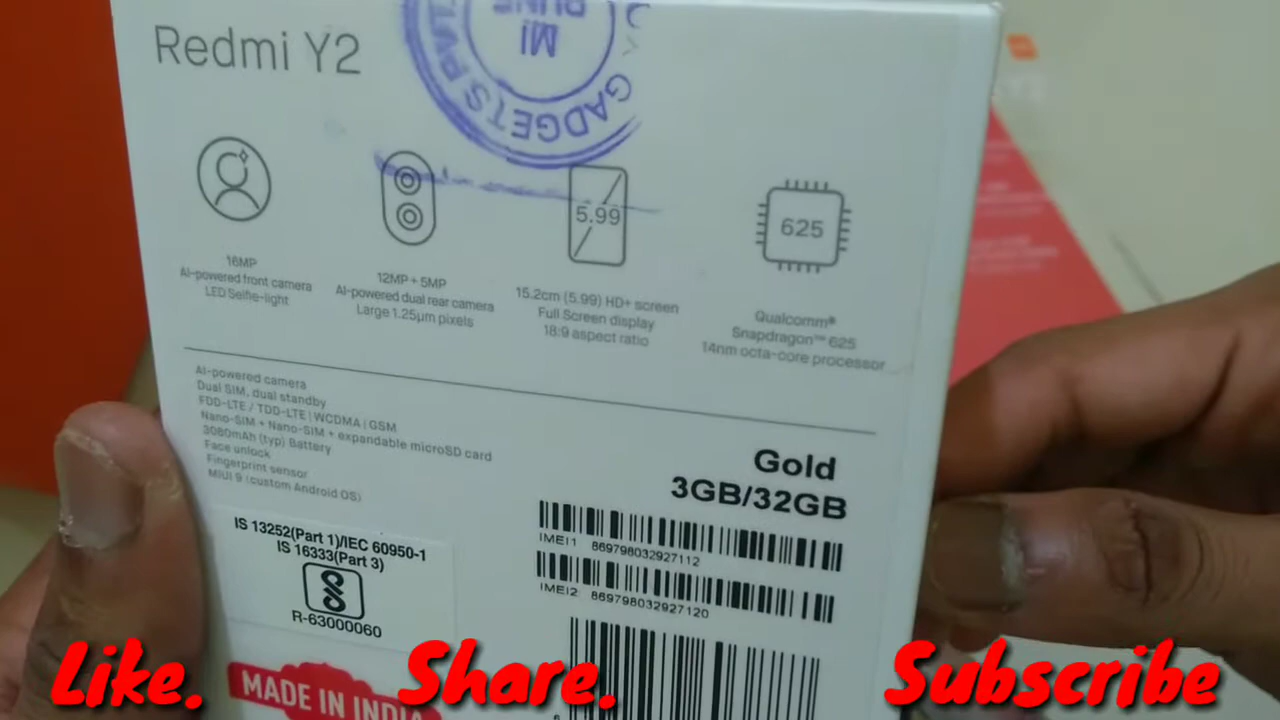 Redmi Y2
MI
PUNE
GADGETS PVT.
5.99
625
16MP
AI-powered front camera
LED Selfie-light
12MP+5MP
AI-powered dual rear camera
Large 1.25μm pixels
15.2cm (5.99) HD+ screen
Full Screen display
18:9 aspect ratio
Qualcomm®
Snapdragon™ 625
14nm octa-core processor
AI-powered camera
Dual SIM, dual standby
FDD-LTE / TDD-LTE | WCDMA | GSM
Nano-SIM + Nano-SIM + expandable microSD card
3080mAh (typ) Battery
Face unlock
Fingerprint sensor
MIUI 9 (custom Android OS)
Gold
3GB/32GB
IMEI1 869798032927112
IMEI2 869798032927120
IS 13252(Part 1)/IEC 60950-1
IS 16333(Part 3)
R-63000060
MADE IN INDIA
Like. Share. Subscribe